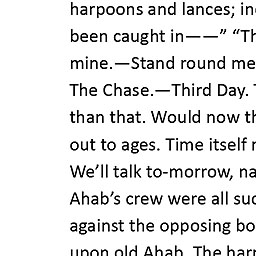 harpoons and lances; in
been caught in——” “Th
mine.—Stand round me
The Chase.—Third Day.
than that. Would now th
out to ages. Time itself
We’ll talk to-morrow, na
Ahab’s crew were all suc
against the opposing bo
upon old Ahab. The har